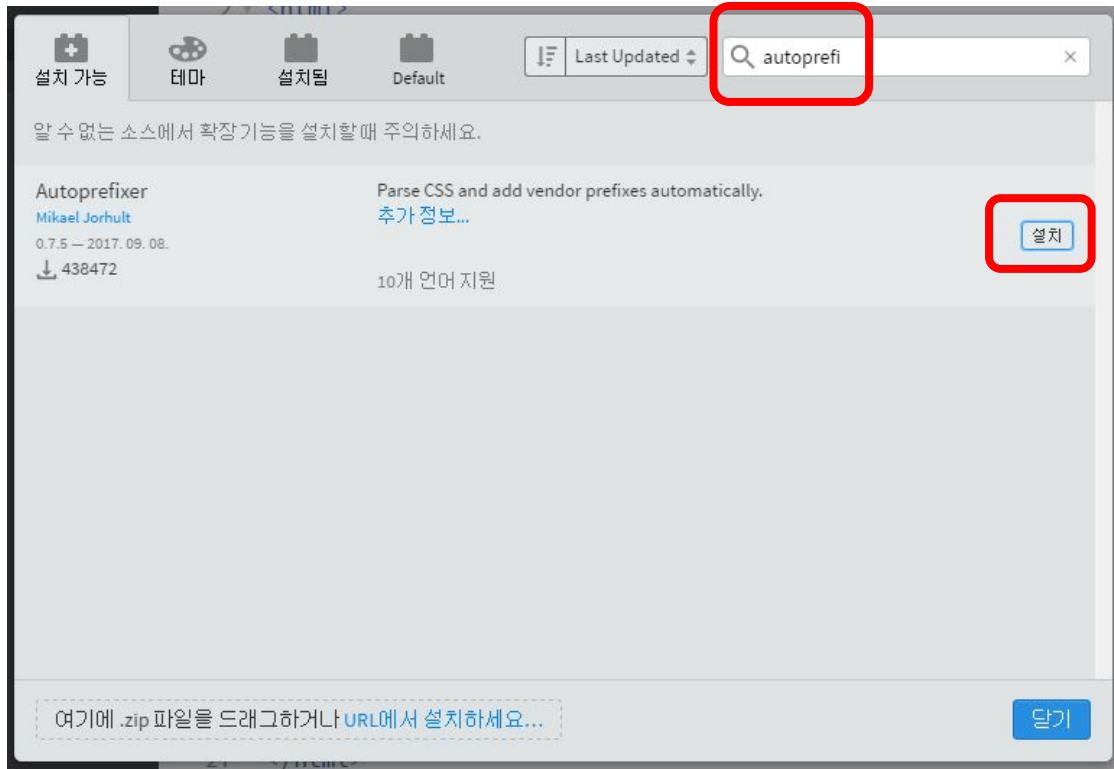 설치 가능
테마
설치됨
Default
Last Updated
autoprefi
알 수 없는 소스에서 확장기능을 설치할 때 주의하세요.
Autoprefixer
Mikael Jorhult
0.7.5 — 2017. 09. 08.
438472
Parse CSS and add vendor prefixes automatically.
추가 정보...
10개 언어 지원
설치
여기에 .zip 파일을 드래그하거나 URL에서 설치하세요...
닫기